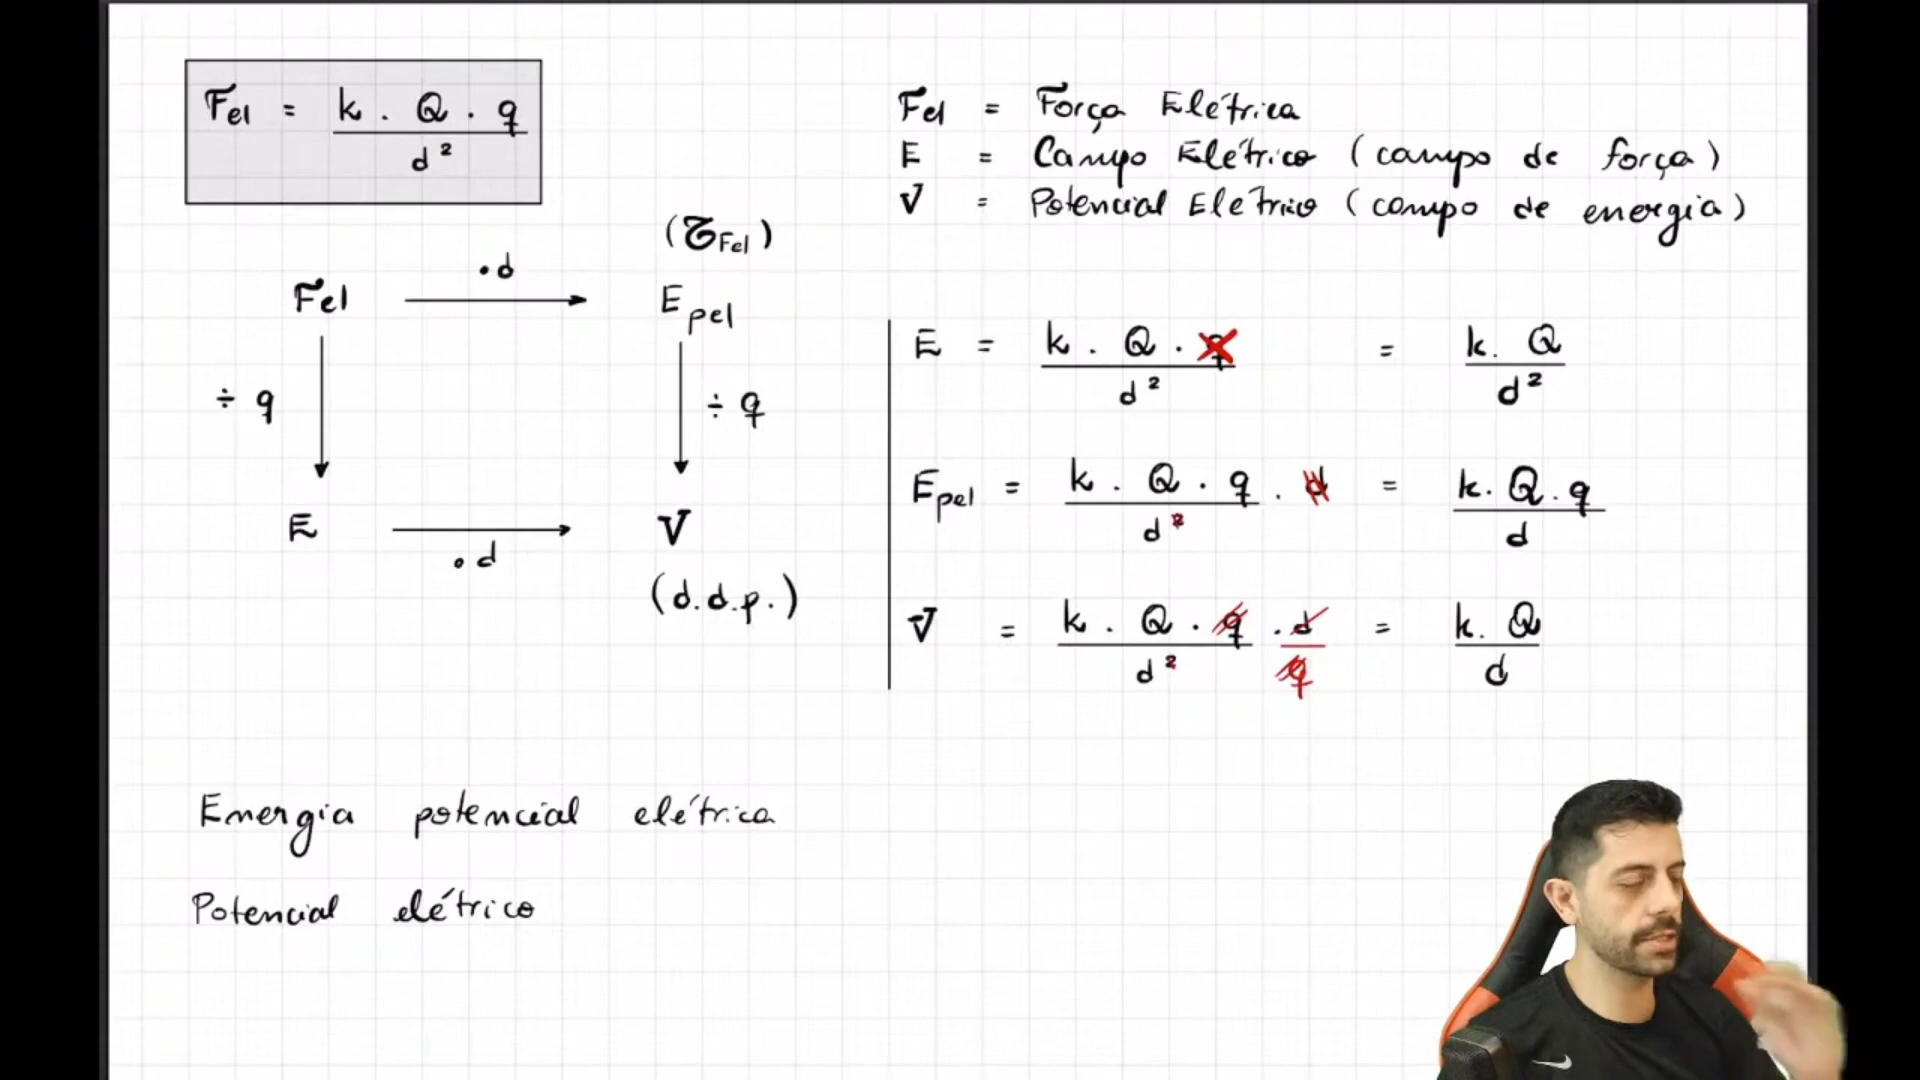 Fel = k . Q . q
d²
Fel = Força Elétrica
E = Campo Elétrico (campo de força)
V = Potencial Elétrico (campo de energia)
(𝒯Fel)
Fel
. d
Epel
÷ q
÷ q
E
. d
V
(d.d.p.)
E = k . Q . q = k . Q
d² d²
Epel = k . Q . q . d = k . Q . q
d² d
V = k . Q . q . d = k . Q
d² q d
Energia potencial elétrica
Potencial elétrico